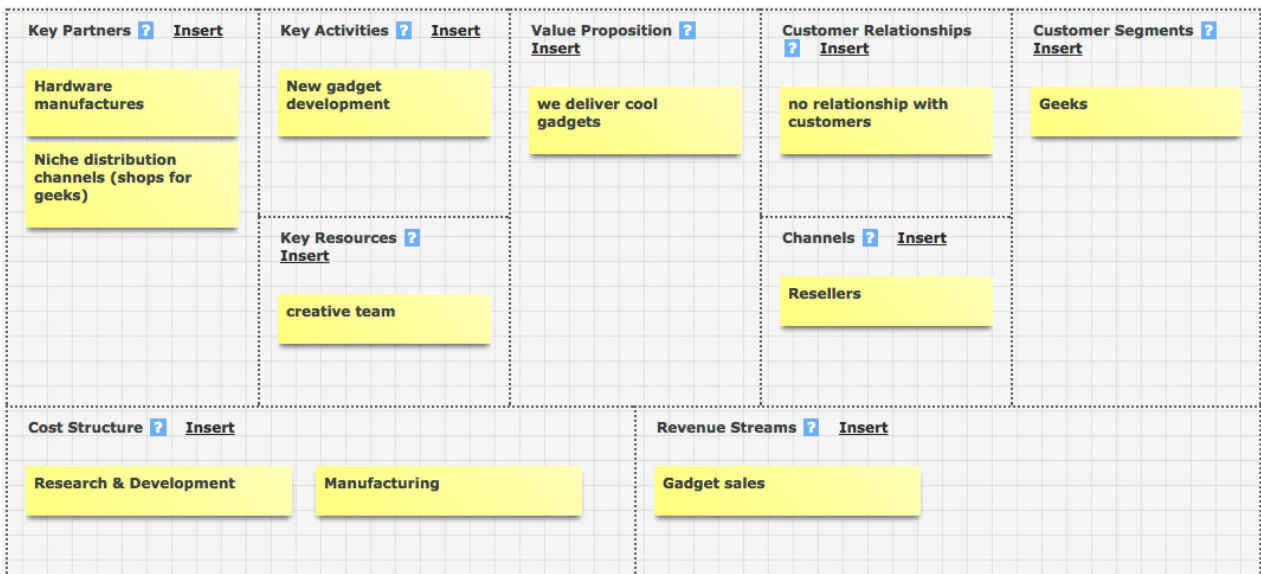 Key Partners ? Insert
Hardware
manufactures
Niche distribution
channels (shops for
geeks)
Key Activities ? Insert
New gadget
development
Key Resources ?
Insert
creative team
Value Proposition ?
Insert
we deliver cool
gadgets
Customer Relationships
? Insert
no relationship with
customers
Channels ? Insert
Resellers
Customer Segments ?
Insert
Geeks
Cost Structure ? Insert
Research & Development
Manufacturing
Revenue Streams ? Insert
Gadget sales